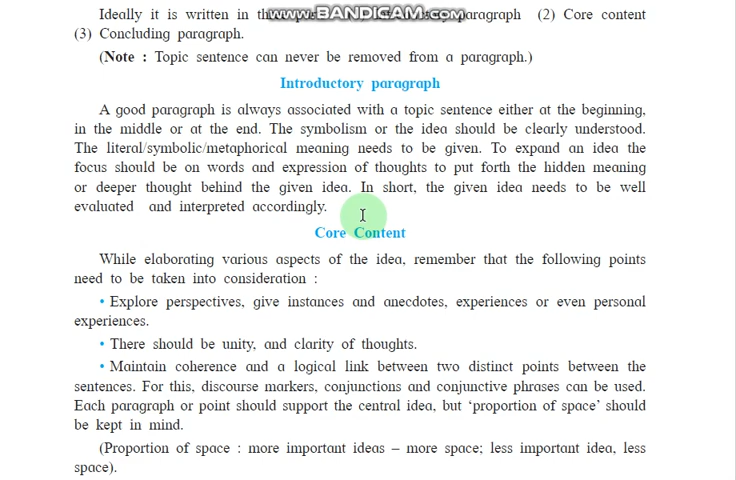 www.BANDICAM.com
Ideally it is written in paragraph (2) Core content
(3) Concluding paragraph.
(Note : Topic sentence can never be removed from a paragraph.)
Introductory paragraph
A good paragraph is always associated with a topic sentence either at the beginning,
in the middle or at the end. The symbolism or the idea should be clearly understood.
The literal/symbolic/metaphorical meaning needs to be given. To expand an idea the
focus should be on words and expression of thoughts to put forth the hidden meaning
or deeper thought behind the given idea. In short, the given idea needs to be well
evaluated and interpreted accordingly.
Core Content
While elaborating various aspects of the idea, remember that the following points
need to be taken into consideration :
• Explore perspectives, give instances and anecdotes, experiences or even personal
experiences.
• There should be unity, and clarity of thoughts.
• Maintain coherence and a logical link between two distinct points between the
sentences. For this, discourse markers, conjunctions and conjunctive phrases can be used.
Each paragraph or point should support the central idea, but ‘proportion of space’ should
be kept in mind.
(Proportion of space : more important ideas – more space; less important idea, less
space).